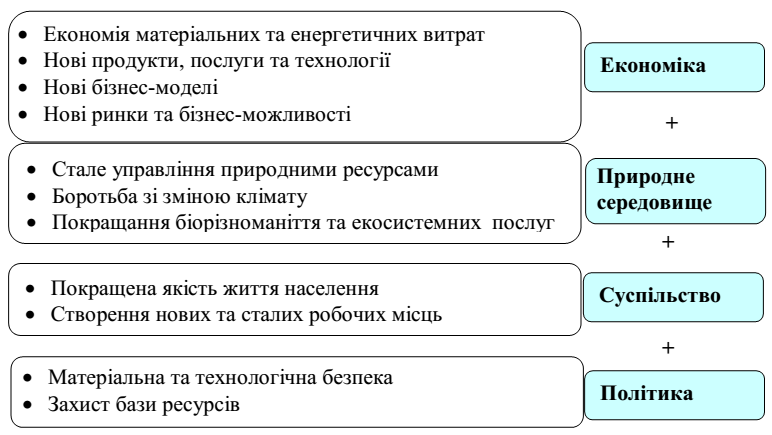 • Економія матеріальних та енергетичних витрат
• Нові продукти, послуги та технології
• Нові бізнес-моделі
• Нові ринки та бізнес-можливості
Економіка
+
• Стале управління природними ресурсами
• Боротьба зі зміною клімату
• Покращання біорізноманіття та екосистемних послуг
Природне
середовище
+
• Покращена якість життя населення
• Створення нових та сталих робочих місць
Суспільство
+
• Матеріальна та технологічна безпека
• Захист бази ресурсів
Політика